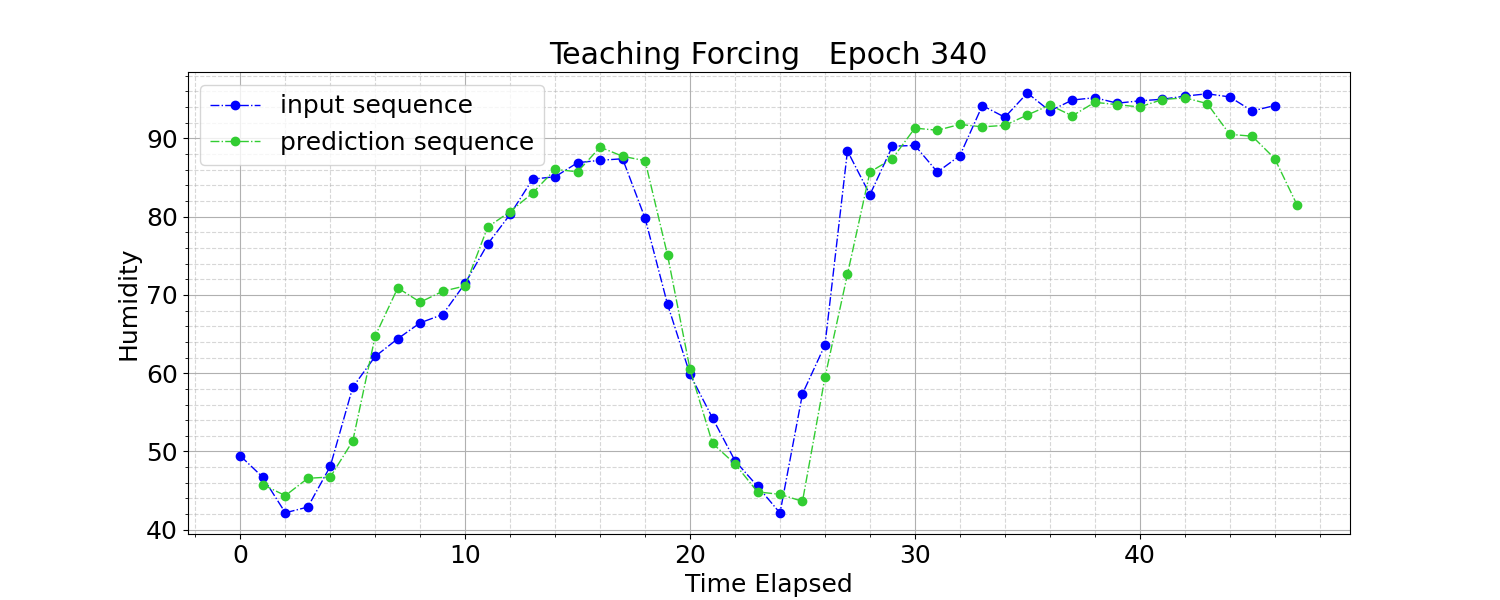 Teaching Forcing   Epoch 340
input sequence
prediction sequence
Humidity
90
80
70
60
50
40
0 10 20 30 40
Time Elapsed